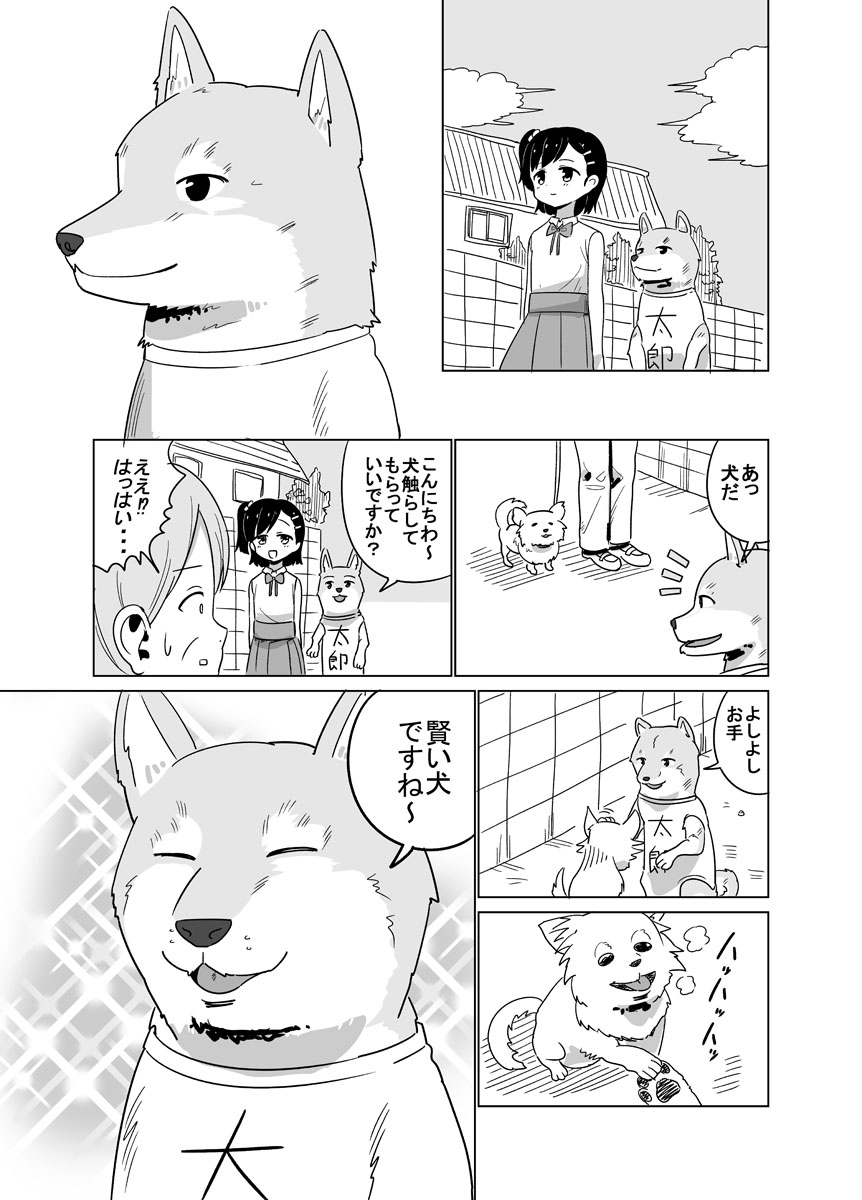 太
郎
あっ
犬だ
こんにちわ～
犬触らして
もらって
いいですか？
太
郎
ええ!?
はっはい・・・
よしよし
お手
太
郎
ハッハッハッ
賢い犬
ですね～
太